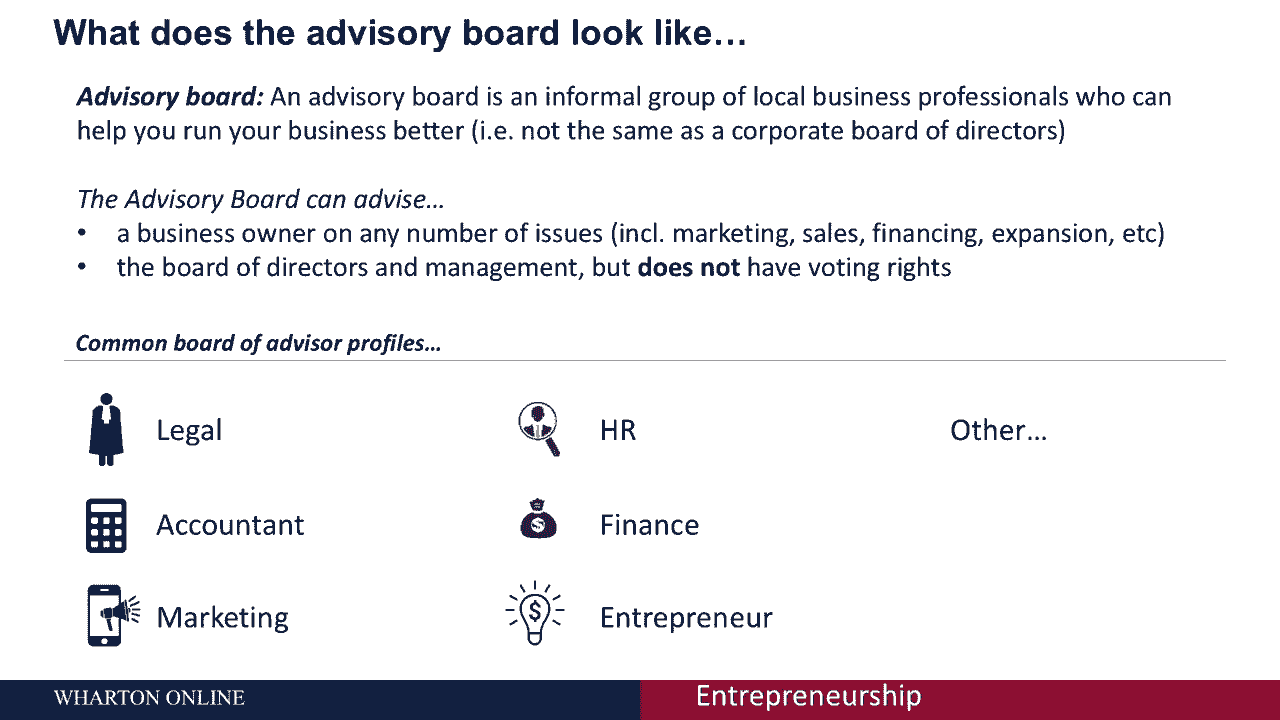 What does the advisory board look like…
Advisory board: An advisory board is an informal group of local business professionals who can
help you run your business better (i.e. not the same as a corporate board of directors)
The Advisory Board can advise…
• a business owner on any number of issues (incl. marketing, sales, financing, expansion, etc)
• the board of directors and management, but does not have voting rights
Common board of advisor profiles…
Legal
HR
Other…
Accountant
Finance
Marketing
$
Entrepreneur
WHARTON ONLINE
Entrepreneurship